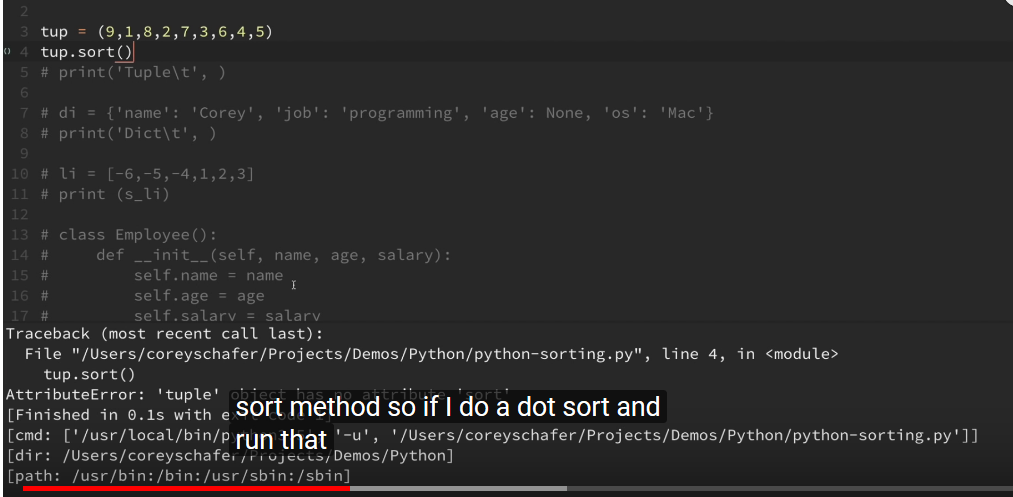 2
3 tup = (9,1,8,2,7,3,6,4,5)
4 tup.sort()
5 # print('Tuple\t', )
6
7 # di = {'name': 'Corey', 'job': 'programming', 'age': None, 'os': 'Mac'}
8 # print('Dict\t', )
9
10 # li = [-6,-5,-4,1,2,3]
11 # print (s_li)
12
13 # class Employee():
14 #     def __init__(self, name, age, salary):
15 #         self.name = name
16 #         self.age = age
17 #         self.salary = salary
Traceback (most recent call last):
  File "/Users/coreyschafer/Projects/Demos/Python/python-sorting.py", line 4, in <module>
    tup.sort()
AttributeError: 'tuple' object has no attribute 'sort'
[Finished in 0.1s with
sort method so if I do a dot sort and
[cmd: ['/usr/local/bin/ '-u', '/Users/coreyschafer/Projects/Demos/Python/python-sorting.py']]
run that
[dir: /Users/coreyschafer/Projects/Demos/Python]
[path: /usr/bin:/bin:/usr/sbin:/sbin]